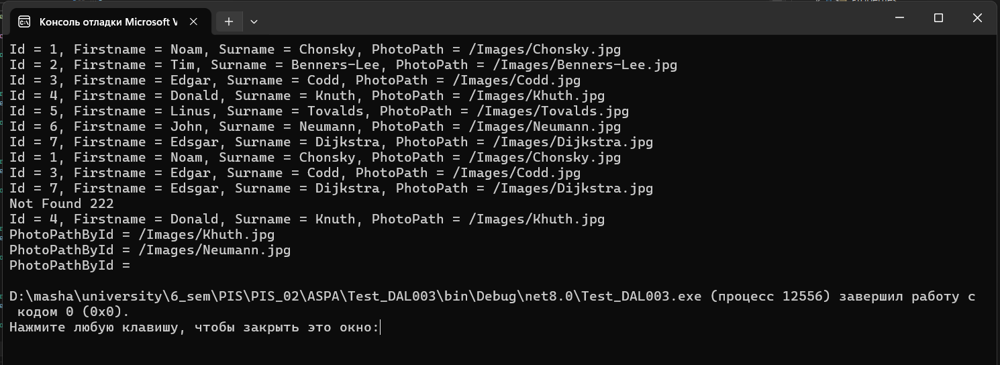 Консоль отладки Microsoft V
Id = 1, Firstname = Noam, Surname = Chonsky, PhotoPath = /Images/Chonsky.jpg
Id = 2, Firstname = Tim, Surname = Benners-Lee, PhotoPath = /Images/Benners-Lee.jpg
Id = 3, Firstname = Edgar, Surname = Codd, PhotoPath = /Images/Codd.jpg
Id = 4, Firstname = Donald, Surname = Knuth, PhotoPath = /Images/Khuth.jpg
Id = 5, Firstname = Linus, Surname = Tovalds, PhotoPath = /Images/Tovalds.jpg
Id = 6, Firstname = John, Surname = Neumann, PhotoPath = /Images/Neumann.jpg
Id = 7, Firstname = Edsgar, Surname = Dijkstra, PhotoPath = /Images/Dijkstra.jpg
Id = 1, Firstname = Noam, Surname = Chonsky, PhotoPath = /Images/Chonsky.jpg
Id = 3, Firstname = Edgar, Surname = Codd, PhotoPath = /Images/Codd.jpg
Id = 7, Firstname = Edsgar, Surname = Dijkstra, PhotoPath = /Images/Dijkstra.jpg
Not Found 222
Id = 4, Firstname = Donald, Surname = Knuth, PhotoPath = /Images/Khuth.jpg
PhotoPathById = /Images/Khuth.jpg
PhotoPathById = /Images/Neumann.jpg
PhotoPathById =
D:\masha\university\6_sem\PIS\PIS_02\ASPA\Test_DAL003\bin\Debug\net8.0\Test_DAL003.exe (процесс 12556) завершил работу с
кодом 0 (0x0).
Нажмите любую клавишу, чтобы закрыть это окно: